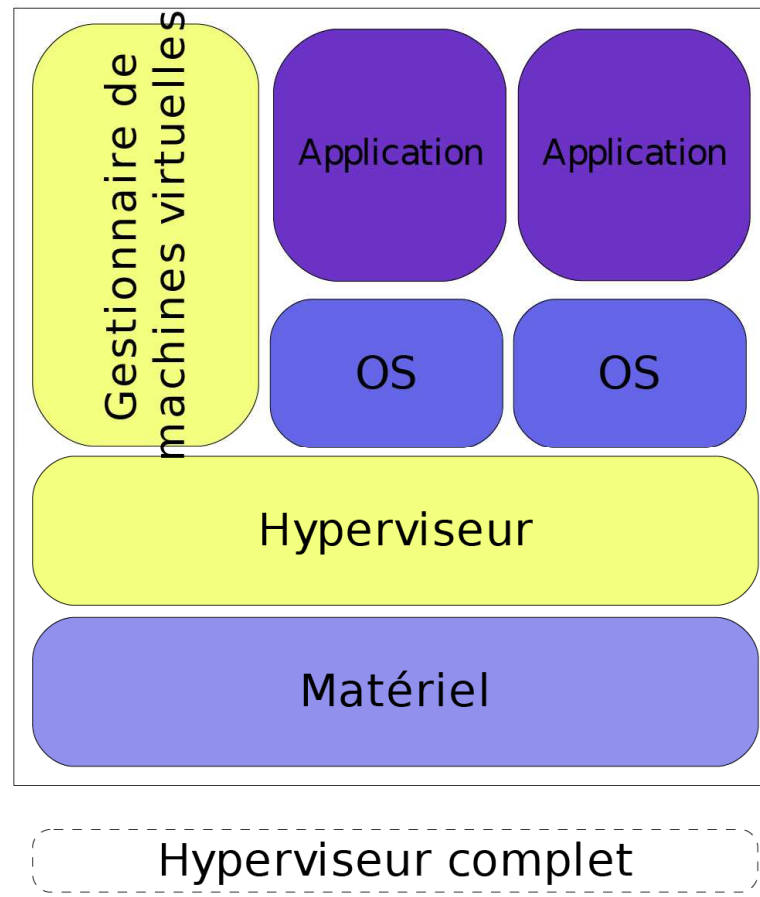 Gestionnaire de
machines virtuelles
Application
Application
OS
OS
Hyperviseur
Matériel
Hyperviseur complet